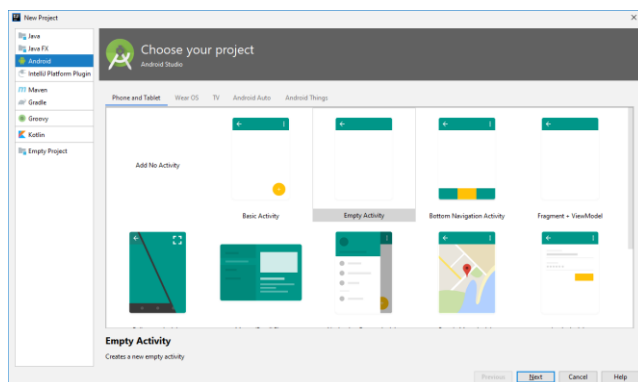 New Project
Java
Java FX
Android
IntelliJ Platform Plugin
Maven
Gradle
Groovy
Kotlin
Empty Project
Choose your project
Android Studio
Phone and Tablet Wear OS TV Android Auto Android Things
Add No Activity
Basic Activity
Empty Activity
Bottom Navigation Activity
Fragment + ViewModel
Empty Activity
Creates a new empty activity
Previous Next Cancel Help